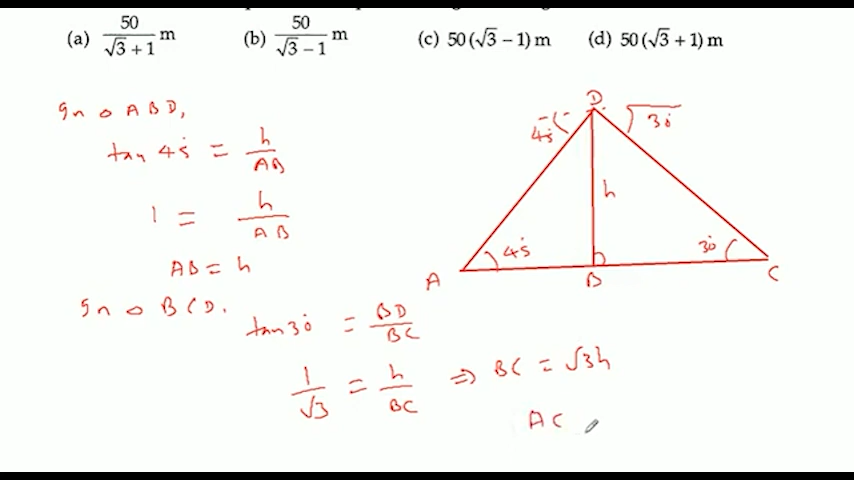 (a) 50/(√3 + 1) m (b) 50/(√3 − 1) m (c) 50(√3 − 1) m (d) 50(√3 + 1) m
In △ ABD,
tan 45° = h/AB
1 = h/AB
AB = h
In △ BCD,
tan 30° = BD/BC
1/√3 = h/BC ⇒ BC = √3h
AC
D
45° 30°
h
45° 30°
A B C